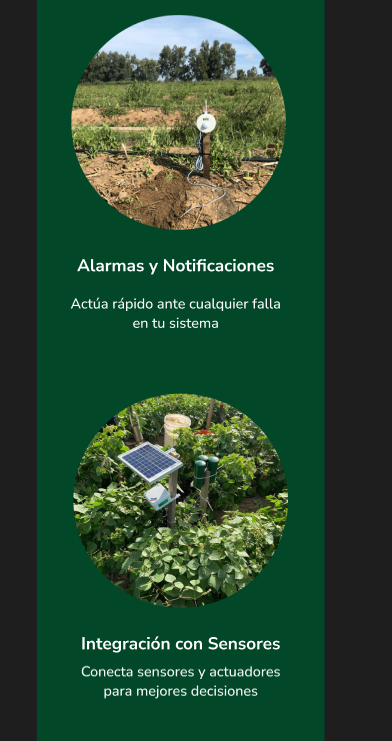 Alarmas y Notificaciones
Actúa rápido ante cualquier falla
en tu sistema
Integración con Sensores
Conecta sensores y actuadores
para mejores decisiones